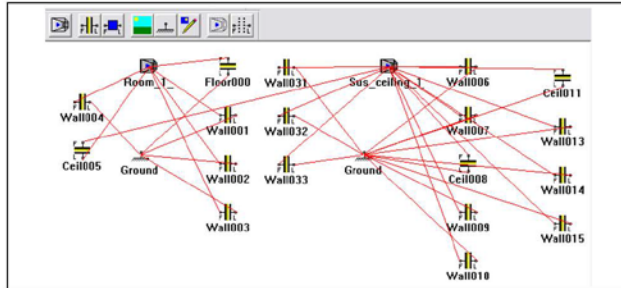 Room_1_
Floor000
Wall031
Sus_ceiling_1_
Wall006
Ceil011
Wall004
Wall001
Wall032
Wall007
Wall013
Ceil005
Ground
Wall002
Wall033
Ground
Ceil008
Wall014
Wall003
Wall009
Wall015
Wall010